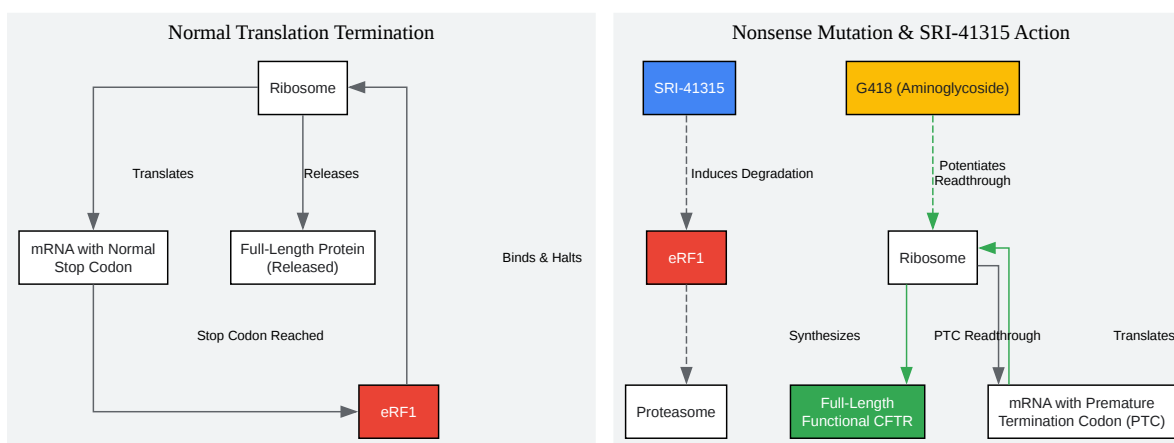 Normal Translation Termination
Ribosome
Translates
Releases
mRNA with Normal
Stop Codon
Full-Length Protein
(Released)
Binds & Halts
Stop Codon Reached
eRF1
Nonsense Mutation & SRI-41315 Action
SRI-41315
G418 (Aminoglycoside)
Induces Degradation
Potentiates
Readthrough
eRF1
Ribosome
Synthesizes
PTC Readthrough
Translates
Proteasome
Full-Length
Functional CFTR
mRNA with Premature
Termination Codon (PTC)